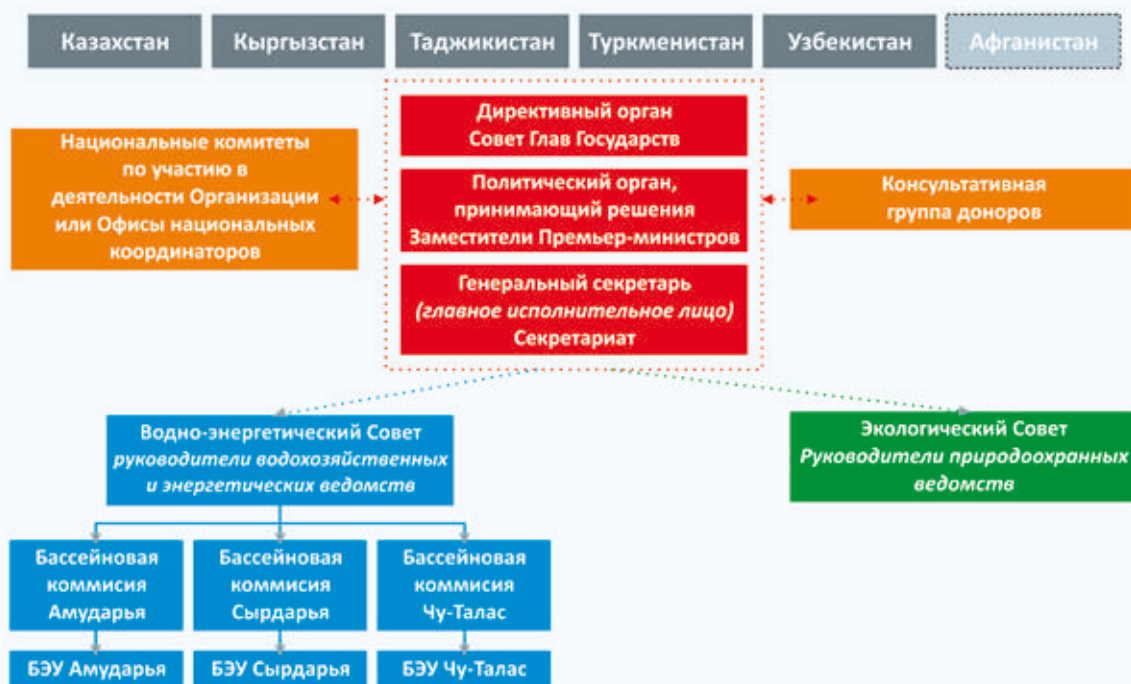 Казахстан
Кыргызстан
Таджикистан
Туркменистан
Узбекистан
Афганистан
Директивный орган
Совет Глав Государств
Национальные комитеты
по участию в
деятельности Организации
или Офисы национальных
координаторов
Политический орган,
принимающий решения
Заместители Премьер-министров
Консультативная
группа доноров
Генеральный секретарь
(главное исполнительное лицо)
Секретариат
Водно-энергетический Совет
руководители водохозяйственных
и энергетических ведомств
Экологический Совет
Руководители природоохранных
ведомств
Бассейновая
коммисия
Амударья
Бассейновая
коммисия
Сырдарья
Бассейновая
коммисия
Чу-Талас
БЭУ Амударья
БЭУ Сырдарья
БЭУ Чу-Талас